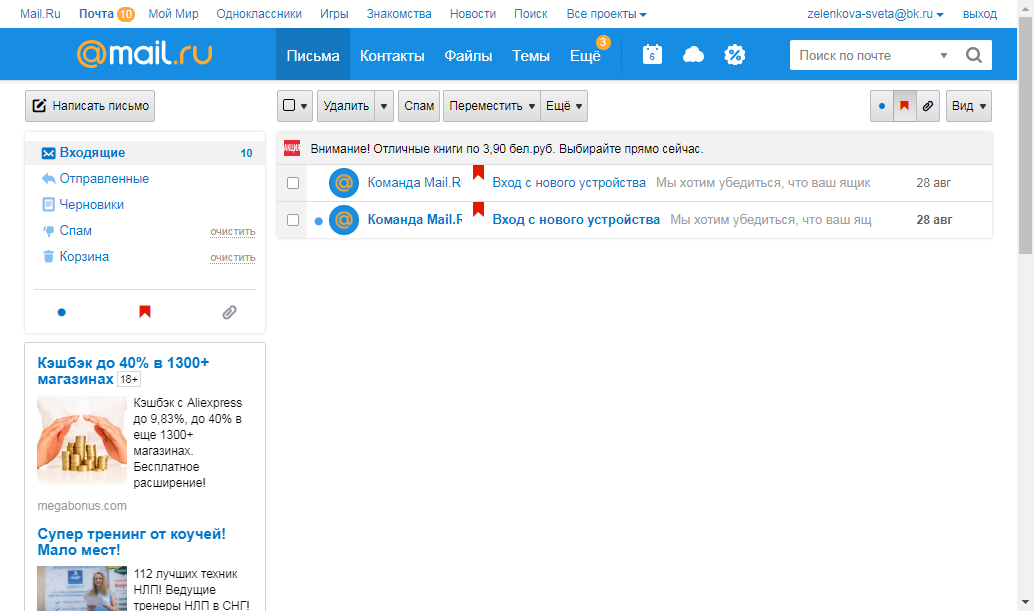 Mail.Ru Почта 10 Мой Мир Одноклассники Игры Знакомства Новости Поиск Все проекты zelenkova-sveta@bk.ru выход
@mail.ru Письма Контакты Файлы Темы Ещё 3 6 Поиск по почте
Написать письмо Удалить Спам Переместить Ещё Вид
Входящие 10
Отправленные
Черновики
Спам очистить
Корзина очистить
АКЦИЯ Внимание! Отличные книги по 3,90 бел.руб. Выбирайте прямо сейчас.
Команда Mail.R Вход с нового устройства Мы хотим убедиться, что ваш ящик 28 авг
Команда Mail.R Вход с нового устройства Мы хотим убедиться, что ваш ящ 28 авг
Кэшбэк до 40% в 1300+
магазинах 18+
Кэшбэк с Aliexpress
до 9,83%, до 40% в
еще 1300+
магазинах.
Бесплатное
расширение!
megabonus.com
Супер тренинг от коучей!
Мало мест!
112 лучших техник
НЛП! Ведущие
тренеры НЛП в СНГ!